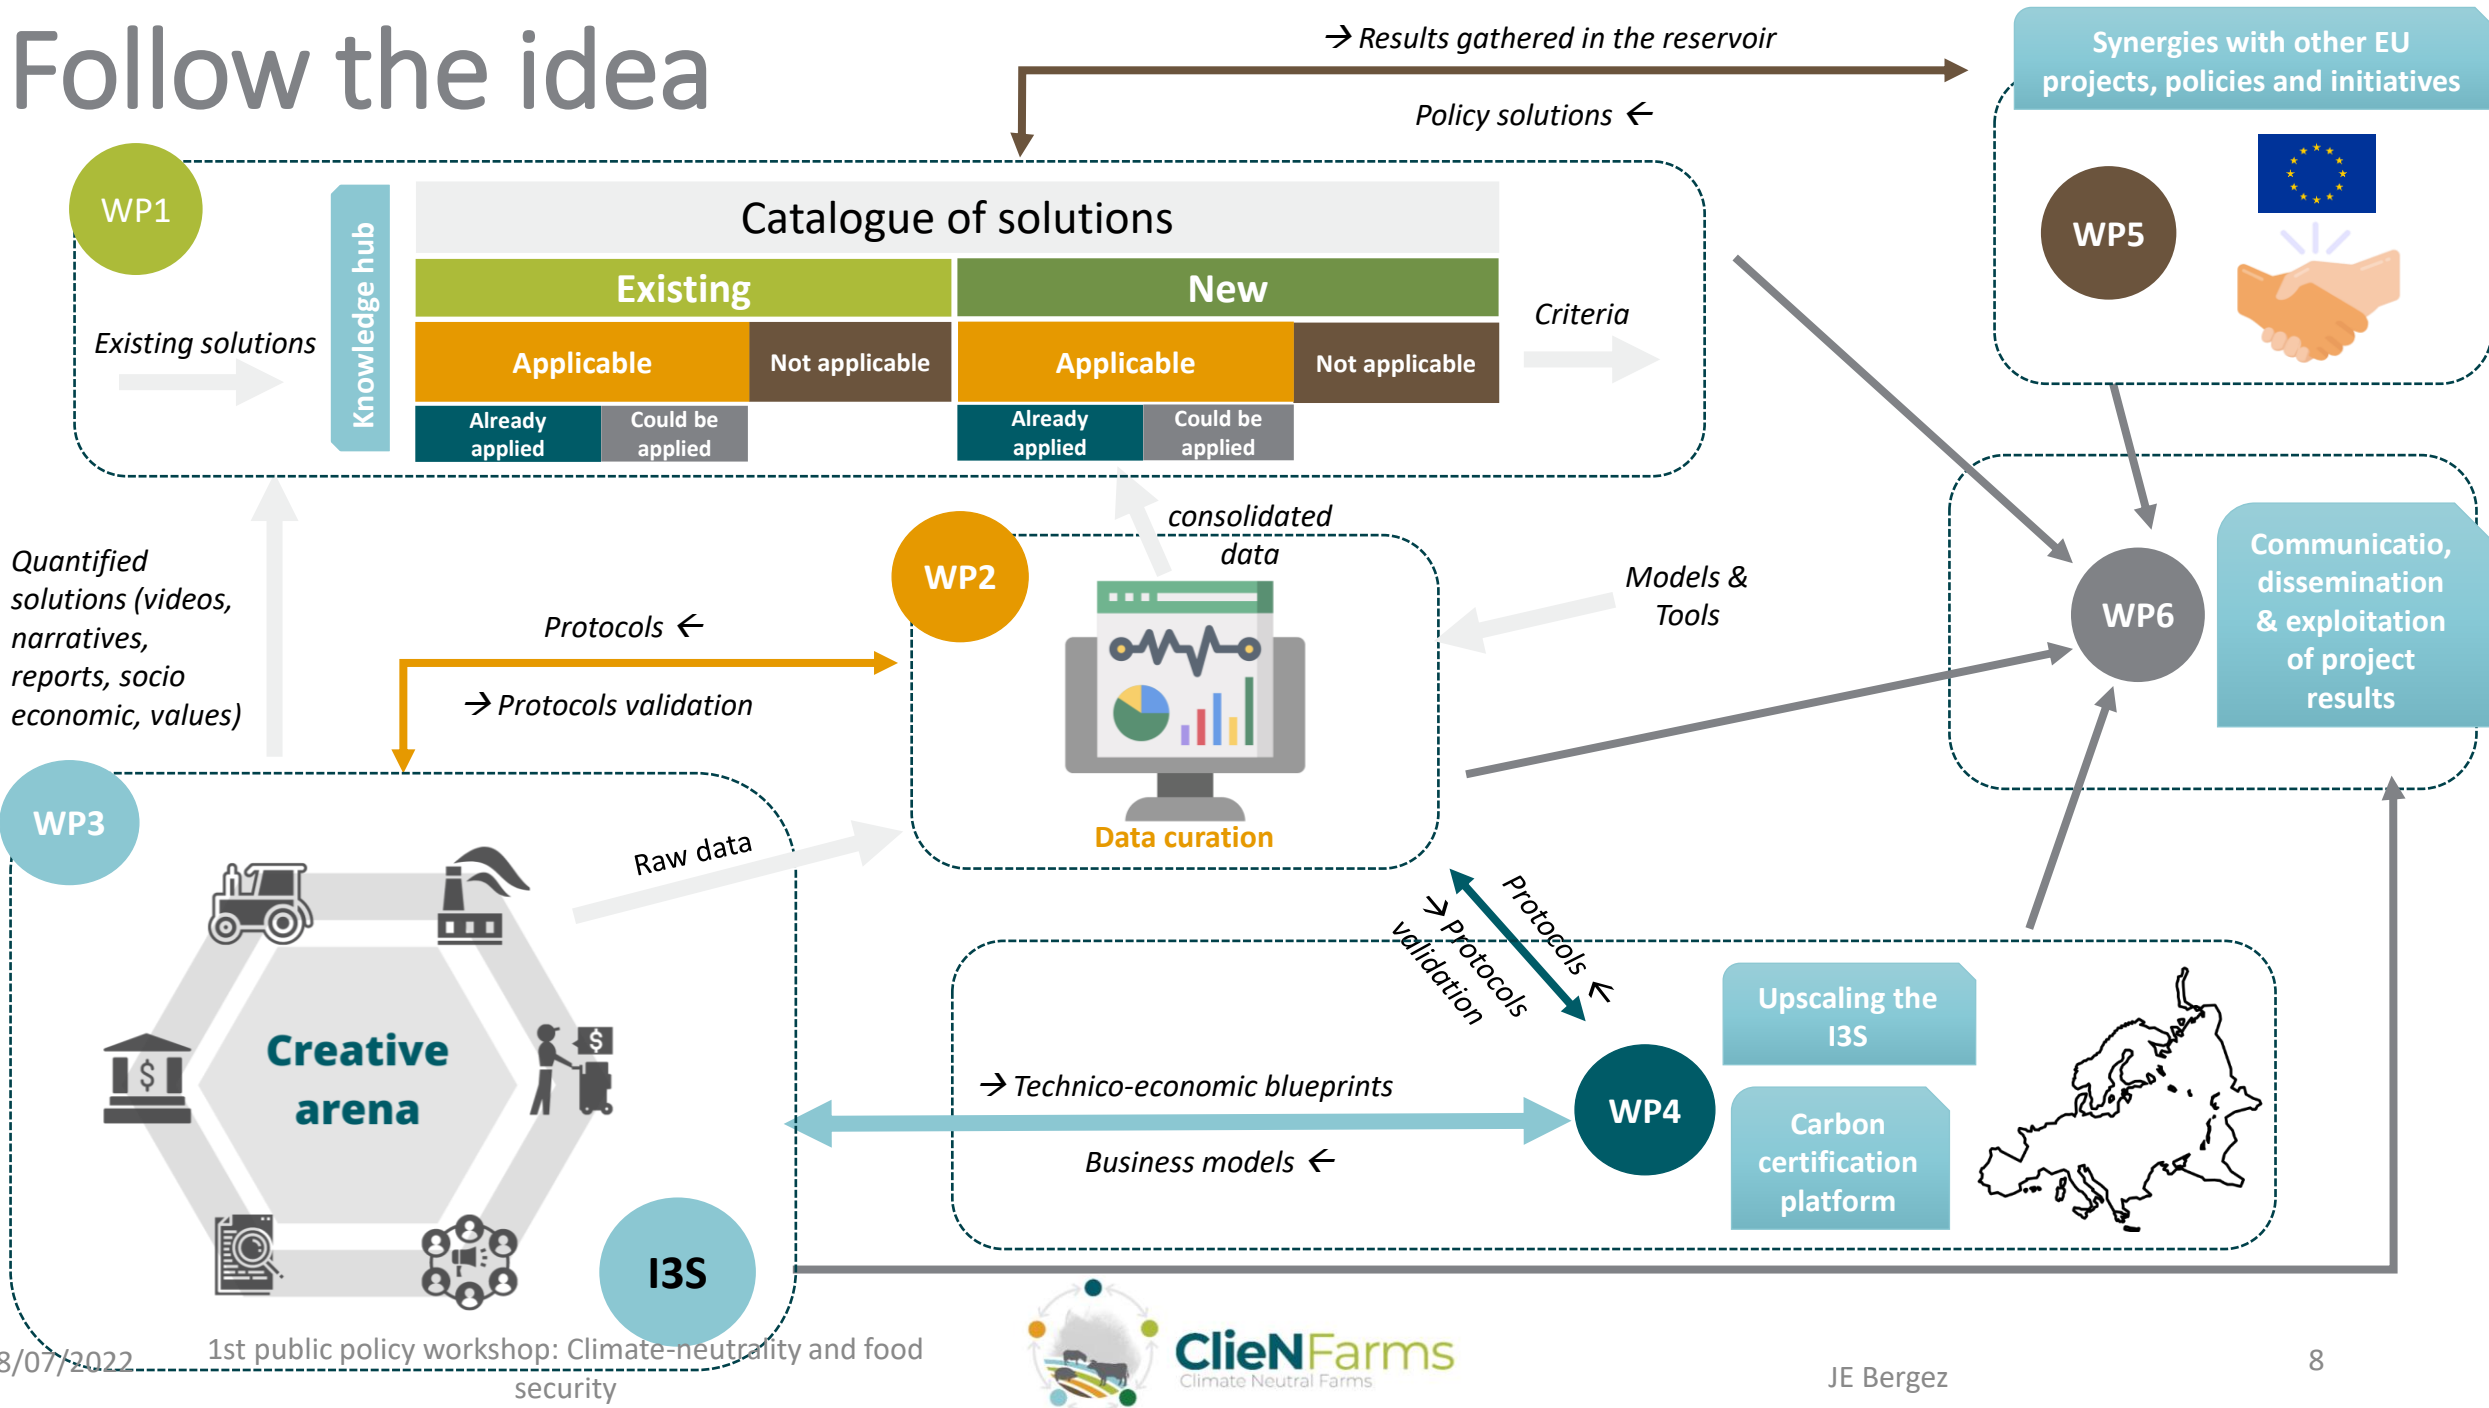 Follow the idea
→ Results gathered in the reservoir
Policy solutions ←
Synergies with other EU
projects, policies and initiatives
WP5
WP1
Existing solutions
Knowledge hub
Catalogue of solutions
Existing
New
Applicable
Not applicable
Applicable
Not applicable
Already
applied
Could be
applied
Already
applied
Could be
applied
Criteria
Quantified
solutions (videos,
narratives,
reports, socio
economic, values)
Protocols ←
→ Protocols validation
WP2
consolidated
data
Data curation
Models &
Tools
WP6
Communicatio,
dissemination
& exploitation
of project
results
WP3
Raw data
Creative
arena
I3S
→ Protocols
validation
Protocols ←
→ Technico-economic blueprints
Business models ←
WP4
Upscaling the
I3S
Carbon
certification
platform
8/07/2022
1st public policy workshop: Climate-neutrality and food
security
ClieNFarms
Climate Neutral Farms
JE Bergez
8